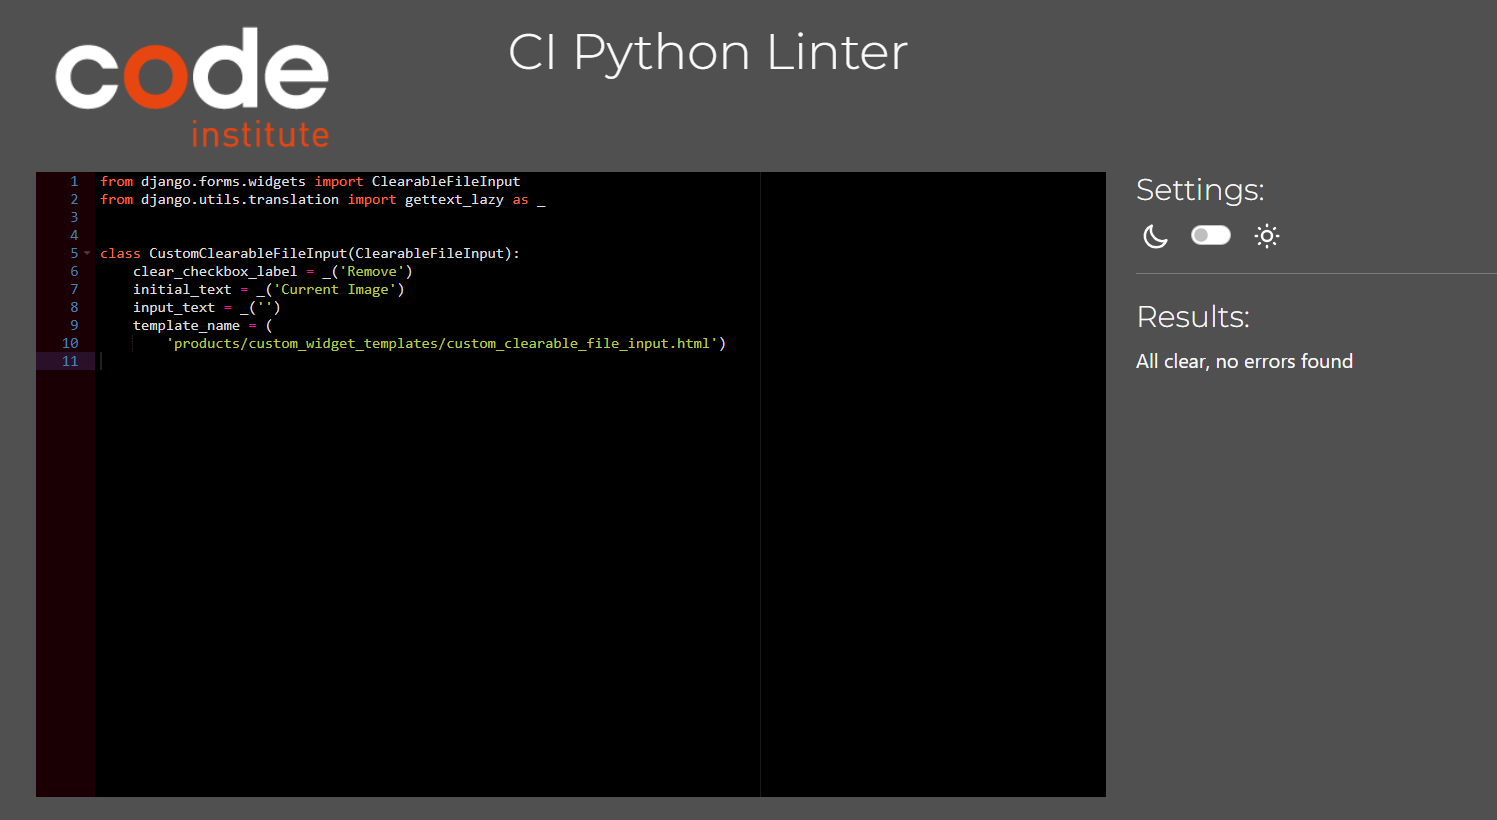 code
institute
CI Python Linter
1 from django.forms.widgets import ClearableFileInput
2 from django.utils.translation import gettext_lazy as _
3
4
5 class CustomClearableFileInput(ClearableFileInput):
6     clear_checkbox_label = _('Remove')
7     initial_text = _('Current Image')
8     input_text = _('')
9     template_name = (
10         'products/custom_widget_templates/custom_clearable_file_input.html')
11
Settings:
Results:
All clear, no errors found